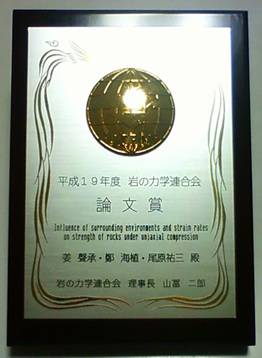 平成19年度 岩の力学連合会
論文賞
Influence of surrounding environments and strain rates
on strength of rocks under uniaxial compression
姜 聲承・鄭 海植・尾原祐三 殿
岩の力学連合会 理事長 山冨 二郎